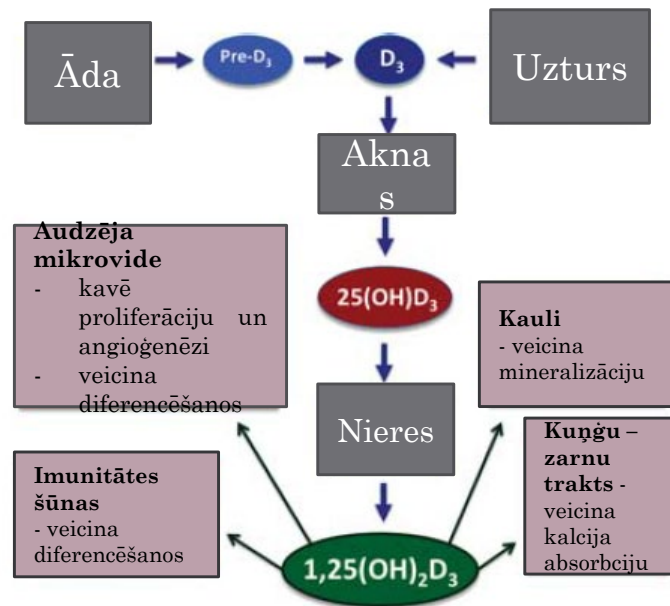 Āda
Pre-D₃
D₃
Uzturs
Akna
s
Audzēja
mikrovide
- kavē
proliferāciju un
angioģenēzi
- veicina
diferencēšanos
25(OH)D₃
Kauli
- veicina
mineralizāciju
Nieres
Kuņģu –
zarnu
trakts -
veicina
kalcija
absorbciju
Imunitātes
šūnas
- veicina
diferencēšanos
1,25(OH)₂D₃